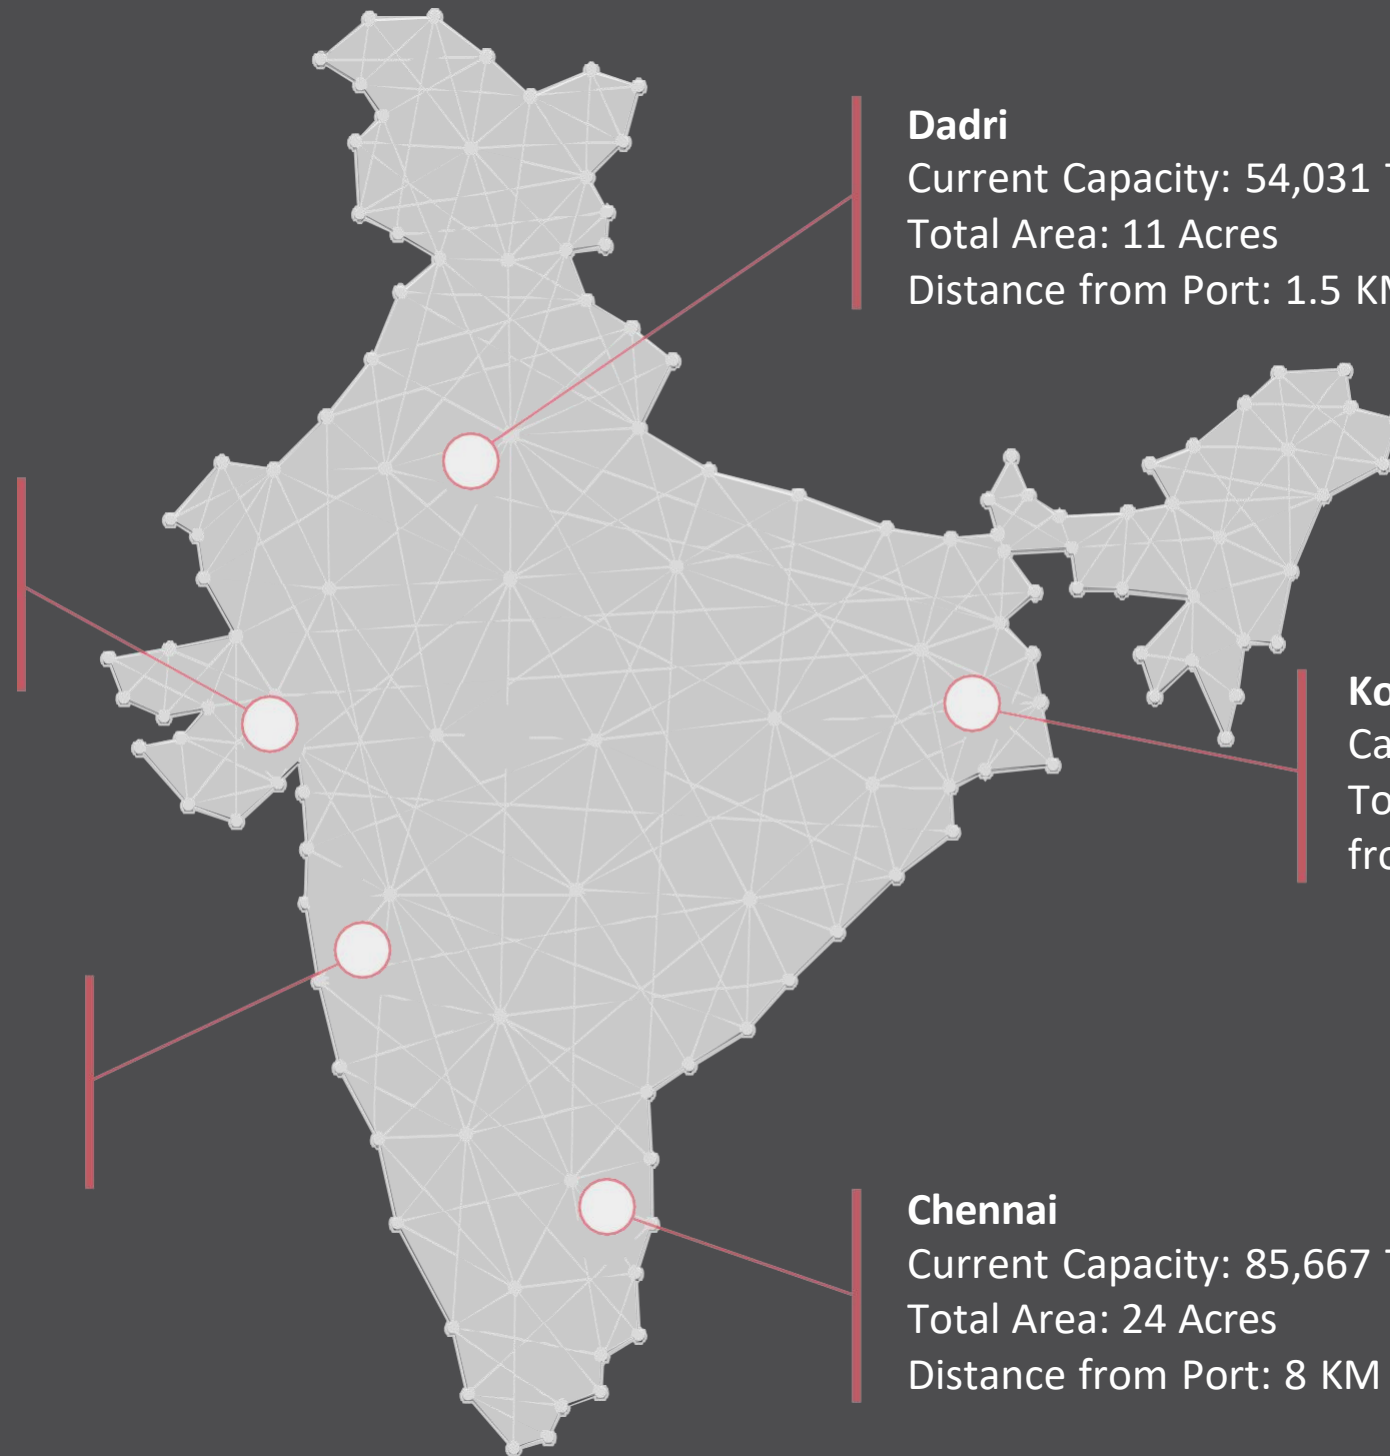 Dadri
Current Capacity: 54,031
Total Area: 11 Acres
Distance from Port: 1.5
Chennai
Current Capacity: 85,667
Total Area: 24 Acres
Distance from Port: 8 KM